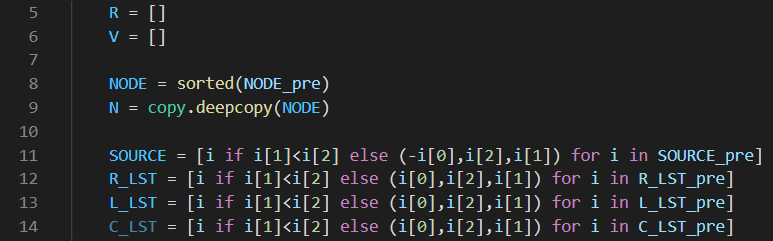 5 R = []
6 V = []
7
8 NODE = sorted(NODE_pre)
9 N = copy.deepcopy(NODE)
10
11 SOURCE = [i if i[1]<i[2] else (-i[0],i[2],i[1]) for i in SOURCE_pre]
12 R_LST = [i if i[1]<i[2] else (i[0],i[2],i[1]) for i in R_LST_pre]
13 L_LST = [i if i[1]<i[2] else (i[0],i[2],i[1]) for i in L_LST_pre]
14 C_LST = [i if i[1]<i[2] else (i[0],i[2],i[1]) for i in C_LST_pre]